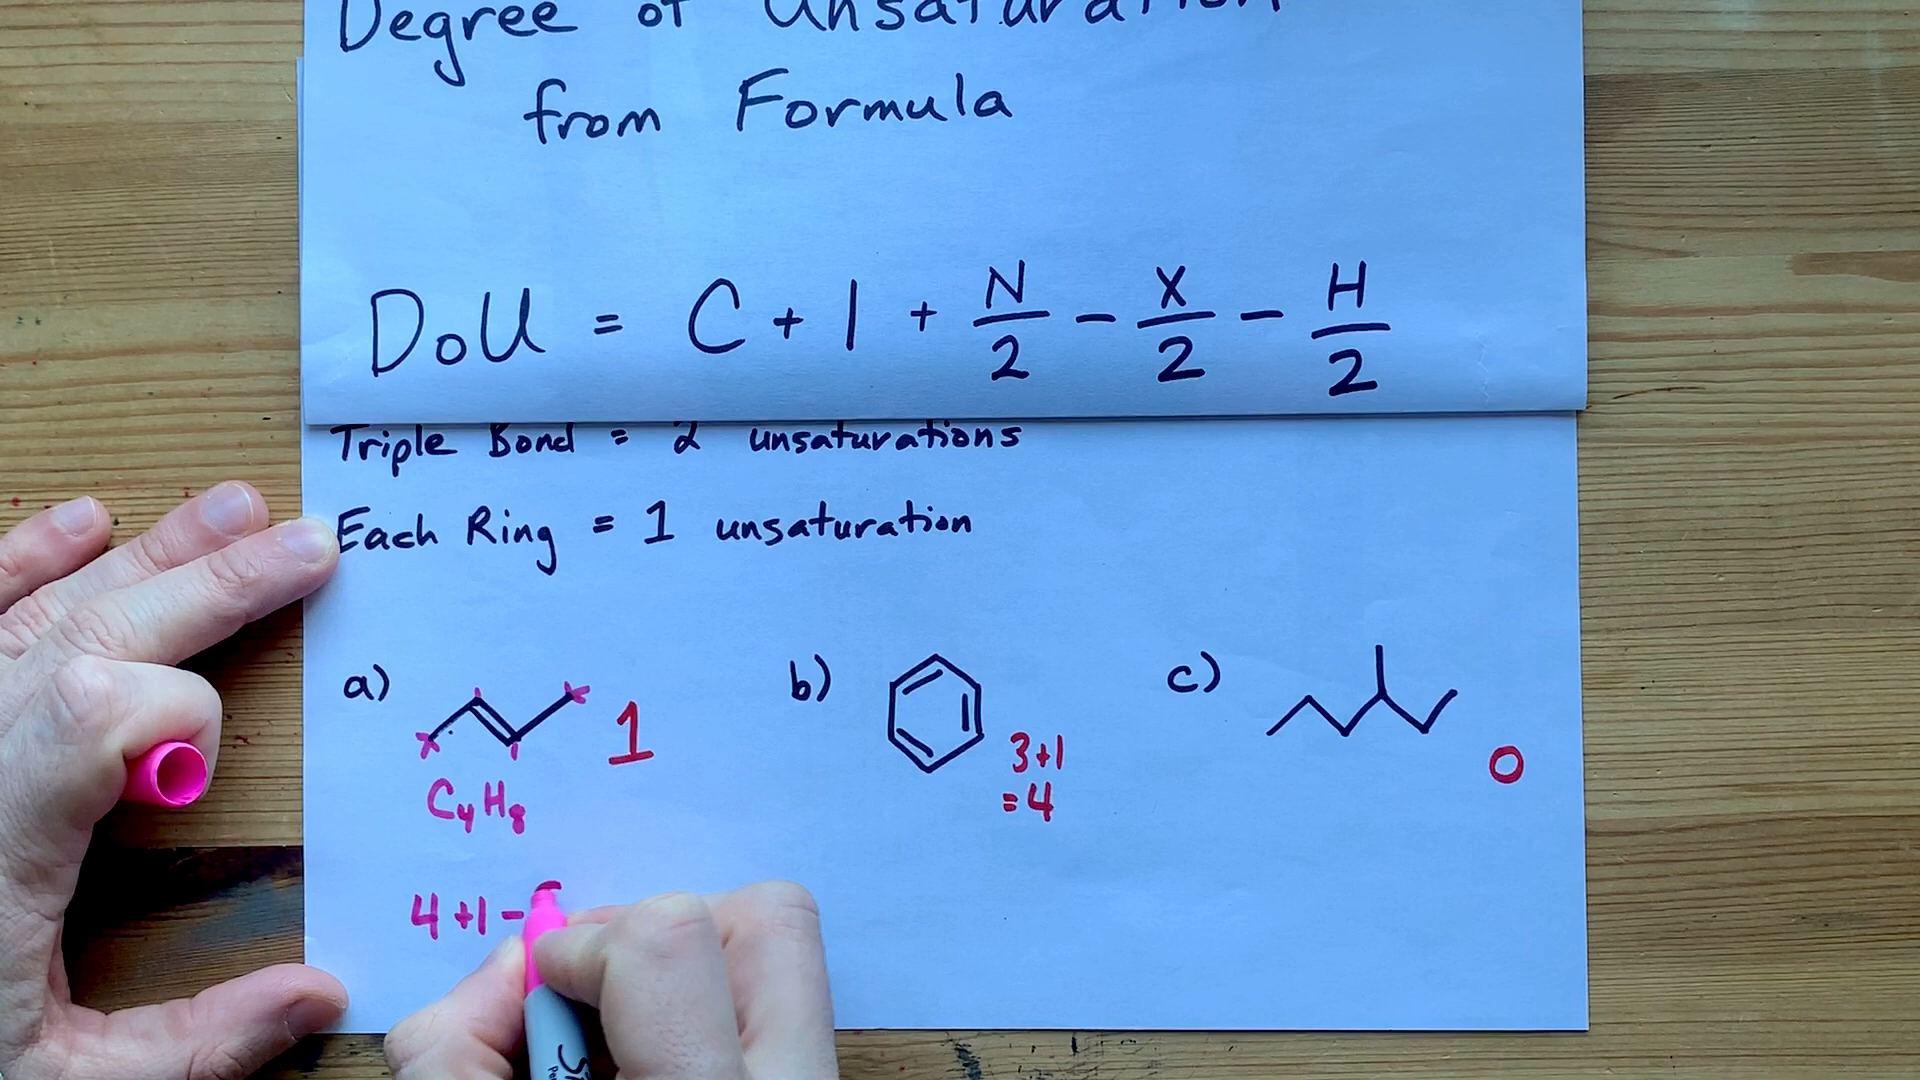 Degree of Unsaturation
from Formula
DoU = C + 1 + N/2 - X/2 - H/2
Triple Bond = 2 unsaturations
Each Ring = 1 unsaturation
a) 1
C₄H₈
4 + 1 -
b) 3+1
= 4
c) 0